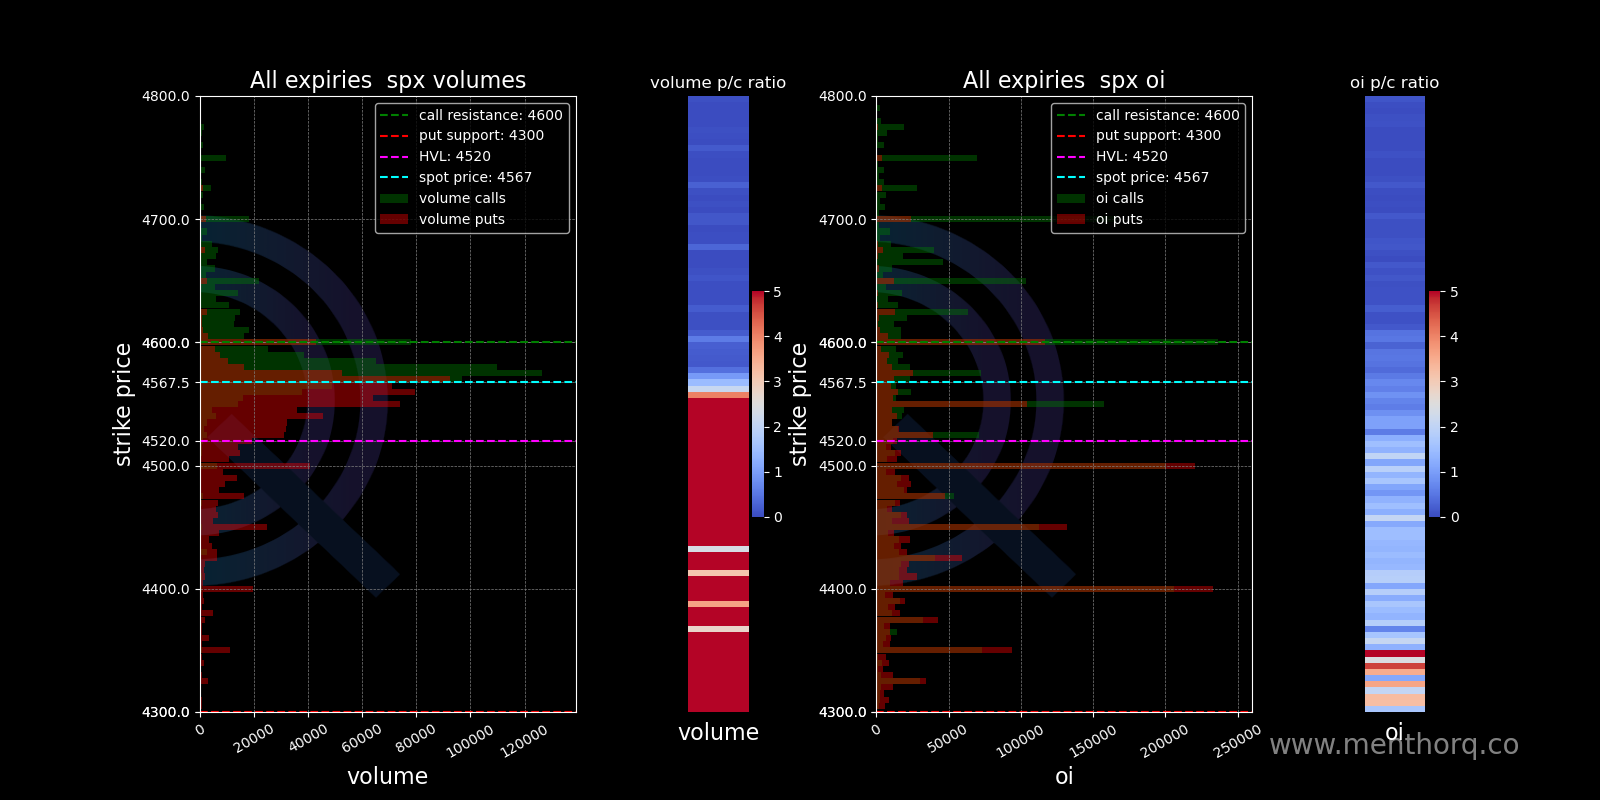 All expiries  spx volumes
4800.0
4700.0
4600.0
4567.5
4520.0
4500.0
4400.0
4300.0
strike price
call resistance: 4600
put support: 4300
HVL: 4520
spot price: 4567
volume calls
volume puts
0
20000
40000
60000
80000
100000
120000
volume
volume p/c ratio
5
4
3
2
1
0
volume
All expiries  spx oi
4800.0
4700.0
4600.0
4567.5
4520.0
4500.0
4400.0
4300.0
strike price
call resistance: 4600
put support: 4300
HVL: 4520
spot price: 4567
oi calls
oi puts
0
50000
100000
150000
200000
250000
oi
oi p/c ratio
5
4
3
2
1
0
oi
www.menthorq.co